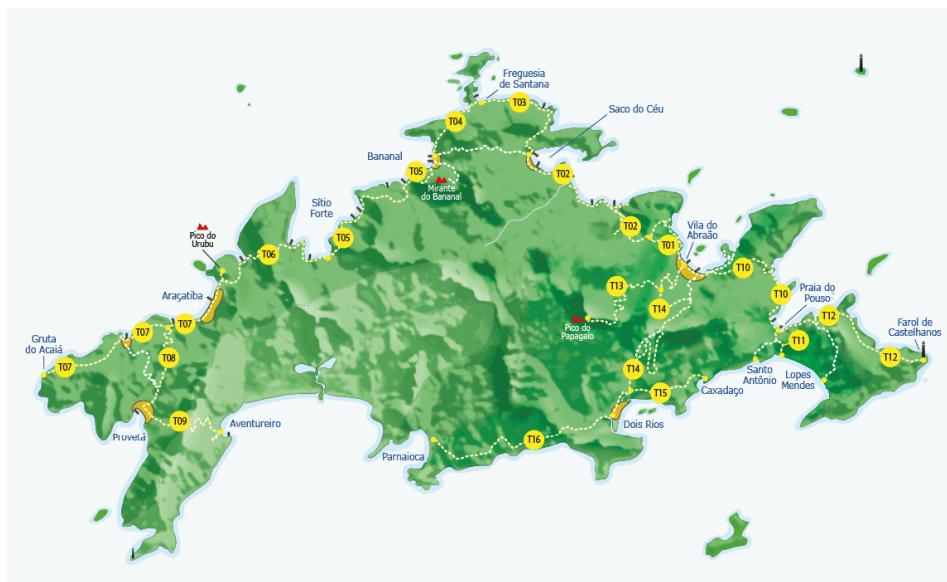 Freguesia
de Santana
T03
T04
Saco do Céu
Bananal
T05
T02
Mirante
do Bananal
Sítio
Forte
T02
Vila do
Abraão
Pico do
Urubu
T05
T01
T06
T10
T13
Araçatiba
T10
Praia do
Pouso
T14
T12
Pico do
Papagaio
T07
T07
Farol de
Castelhanos
Gruta
do Acaiá
T11
T08
T12
T07
Santo
Antônio
Lopes
Mendes
T14
T15
Caxadaço
Provetá
T09
Aventureiro
Dois Rios
T16
Parnaioca